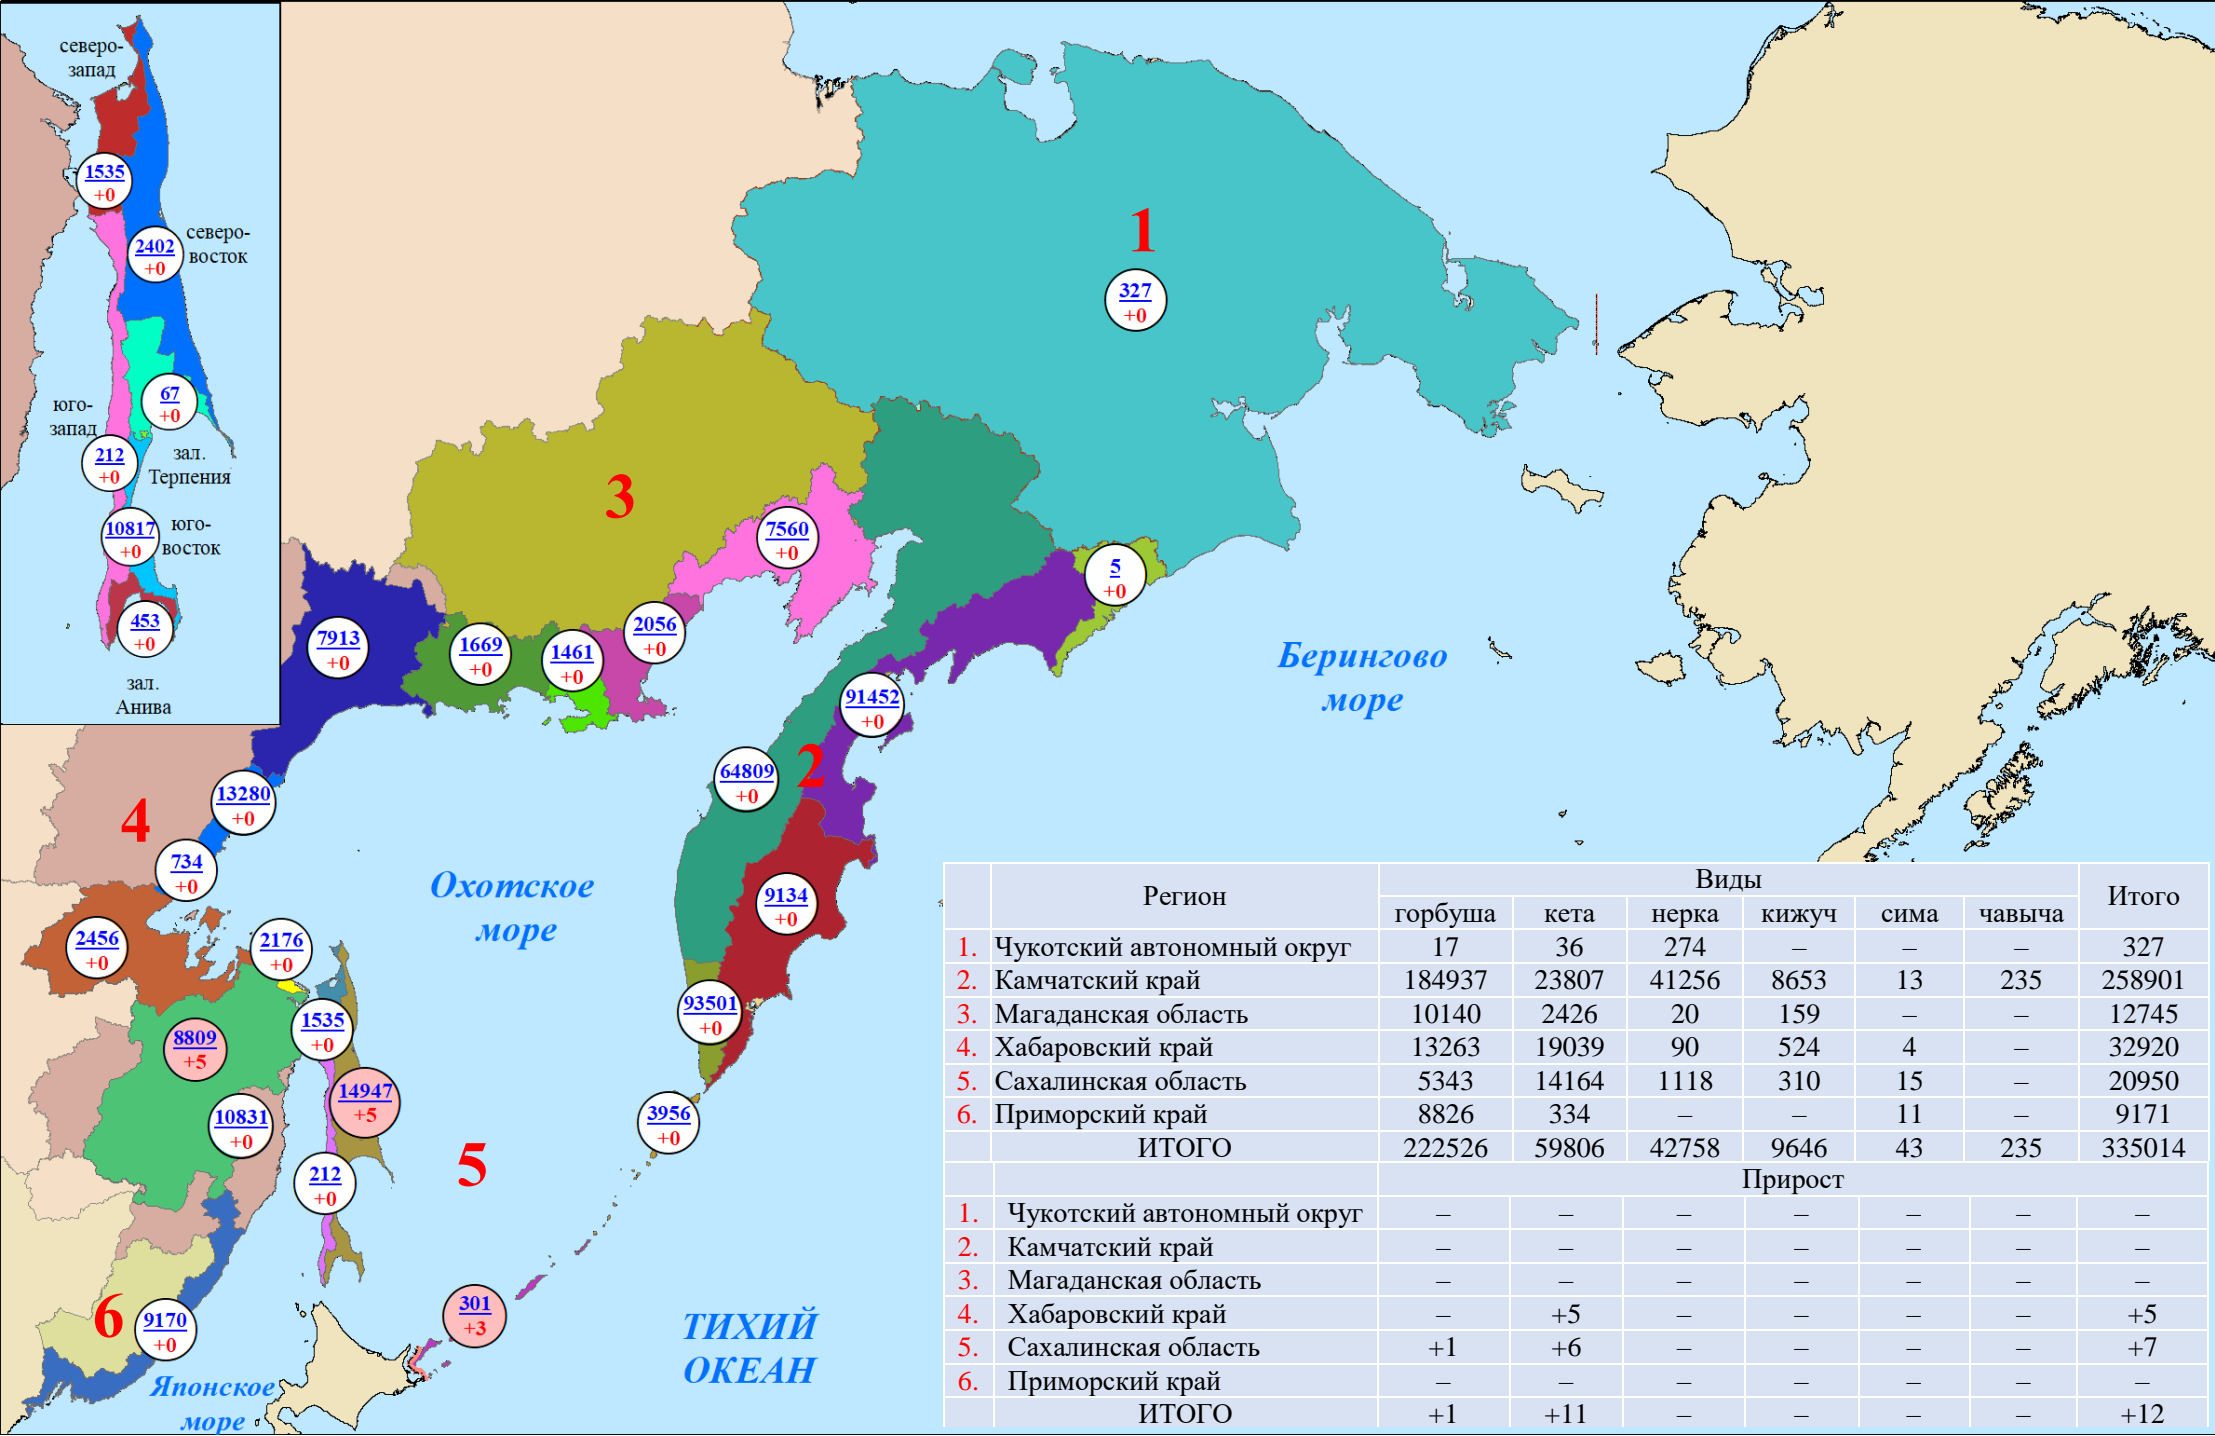 северо-
запад
1535
+0
2402
+0
северо-
восток
67
+0
юго-
запад
212
+0
зал.
Терпения
10817
+0
юго-
восток
453
+0
зал.
Анива
1
327
+0
3
7560
+0
5
+0
7913
+0
1669
+0
1461
+0
2056
+0
91452
+0
Берингово
море
64809
+0
2
13280
+0
4
734
+0
Охотское
море
9134
+0
2456
+0
2176
+0
1535
+0
93501
+0
8809
+5
14947
+5
10831
+0
3956
+0
5
212
+0
301
+3
6
9170
+0
ТИХИЙ
ОКЕАН
Японское
море
Регион Виды Итого
горбуша кета нерка кижуч сима чавыча
1. Чукотский автономный округ 17 36 274 – – – 327
2. Камчатский край 184937 23807 41256 8653 13 235 258901
3. Магаданская область 10140 2426 20 159 – – 12745
4. Хабаровский край 13263 19039 90 524 4 – 32920
5. Сахалинская область 5343 14164 1118 310 15 – 20950
6. Приморский край 8826 334 – – 11 – 9171
ИТОГО 222526 59806 42758 9646 43 235 335014
Прирост
1. Чукотский автономный округ – – – – – – –
2. Камчатский край – – – – – – –
3. Магаданская область – – – – – – –
4. Хабаровский край – +5 – – – – +5
5. Сахалинская область +1 +6 – – – – +7
6. Приморский край – – – – – – –
ИТОГО +1 +11 – – – – +12